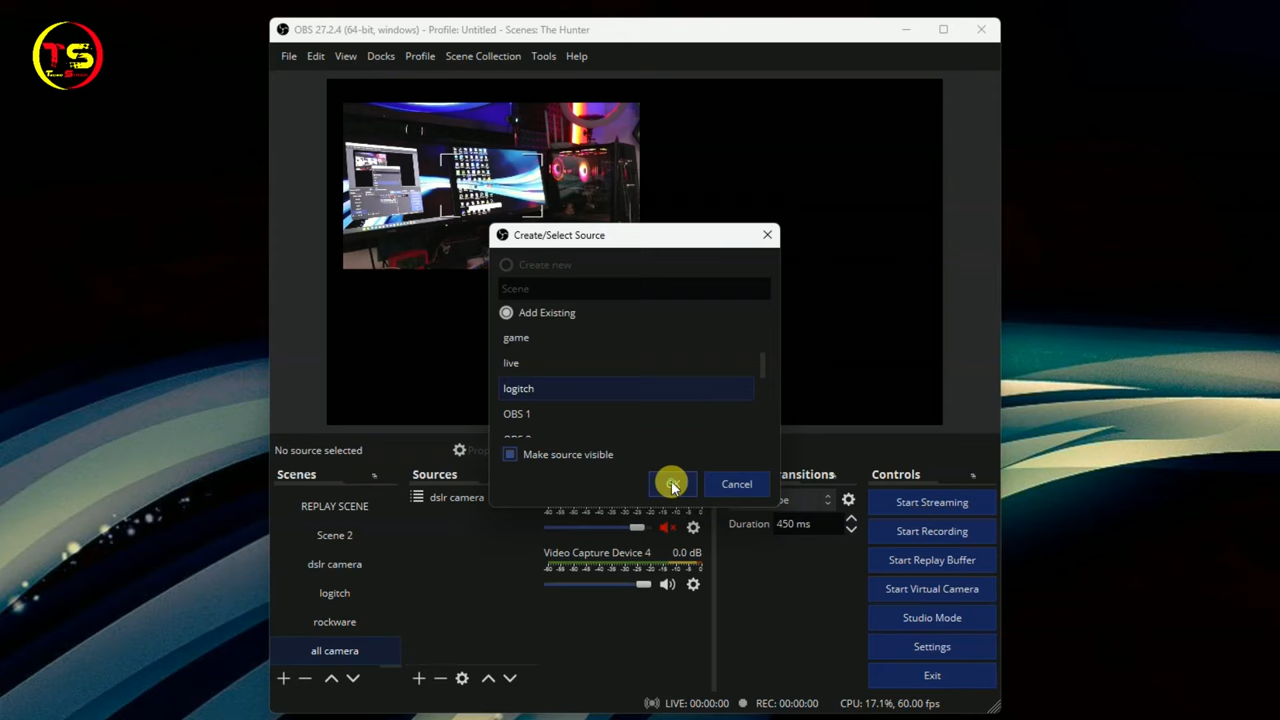 TS
OBS 27.2.4 (64-bit, windows) - Profile: Untitled - Scenes: The Hunter
File Edit View Docks Profile Scene Collection Tools Help
Create/Select Source
Create new
Scene
Add Existing
game
live
logitch
OBS 1
Make source visible
Cancel
No source selected
Scenes
REPLAY SCENE
Scene 2
dslr camera
logitch
rockware
all camera
Sources
dslr camera
Video Capture Device 4 0.0 dB
Duration 450 ms
Controls
Start Streaming
Start Recording
Start Replay Buffer
Start Virtual Camera
Studio Mode
Settings
Exit
LIVE: 00:00:00 REC: 00:00:00 CPU: 17.1%, 60.00 fps